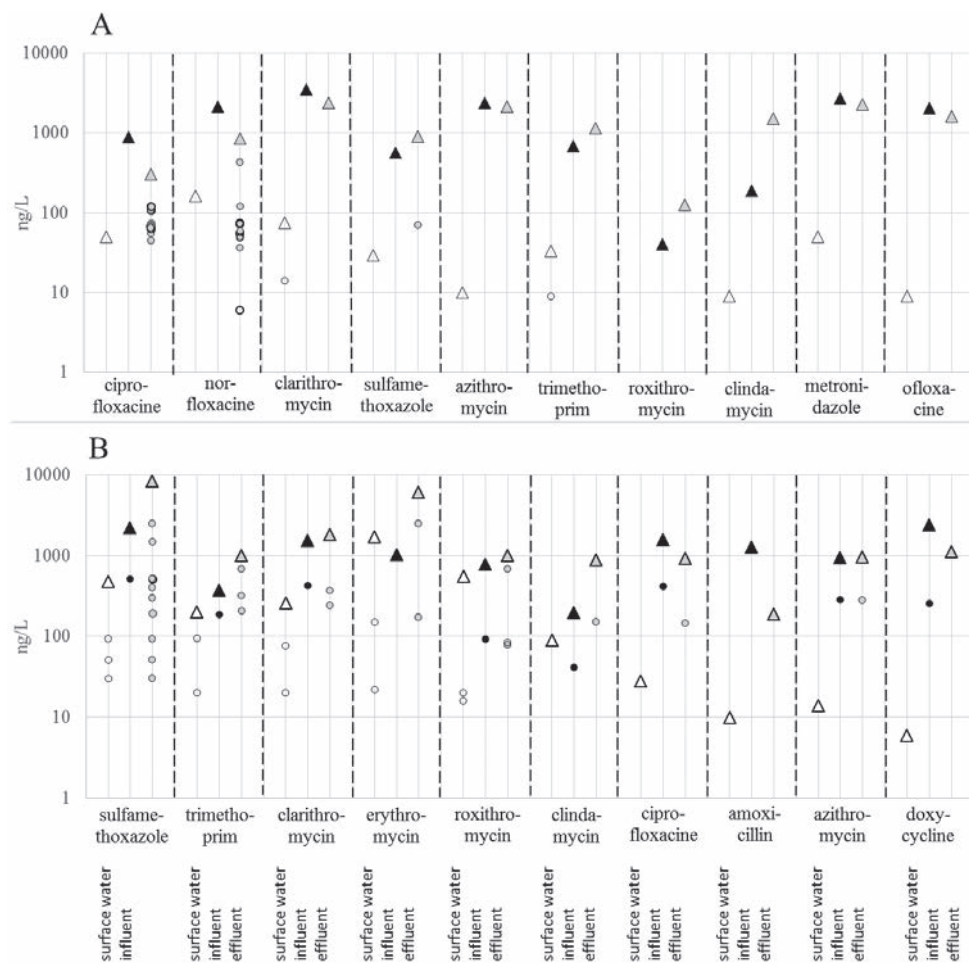 A
10000
1000
100
10
1
ng/L
cipro- nor- clarithro- sulfame- azithro- trimetho- roxithro- clinda- metroni- ofloxa-
floxacine floxacine mycin thoxazole mycin prim mycin mycin dazole cine
B
10000
1000
100
10
1
ng/L
sulfame- trimetho- clarithro- erythro- roxithro- clinda- cipro- amoxi azithro- doxy-
thoxazole prim mycin mycin mycin mycin floxacine cillin mycin cycline
surface water
influent
effluent
surface water
influent
effluent
surface water
influent
effluent
surface water
influent
effluent
surface water
influent
effluent
surface water
influent
effluent
surface water
influent
effluent
surface water
influent
effluent
surface water
influent
effluent
surface water
influent
effluent